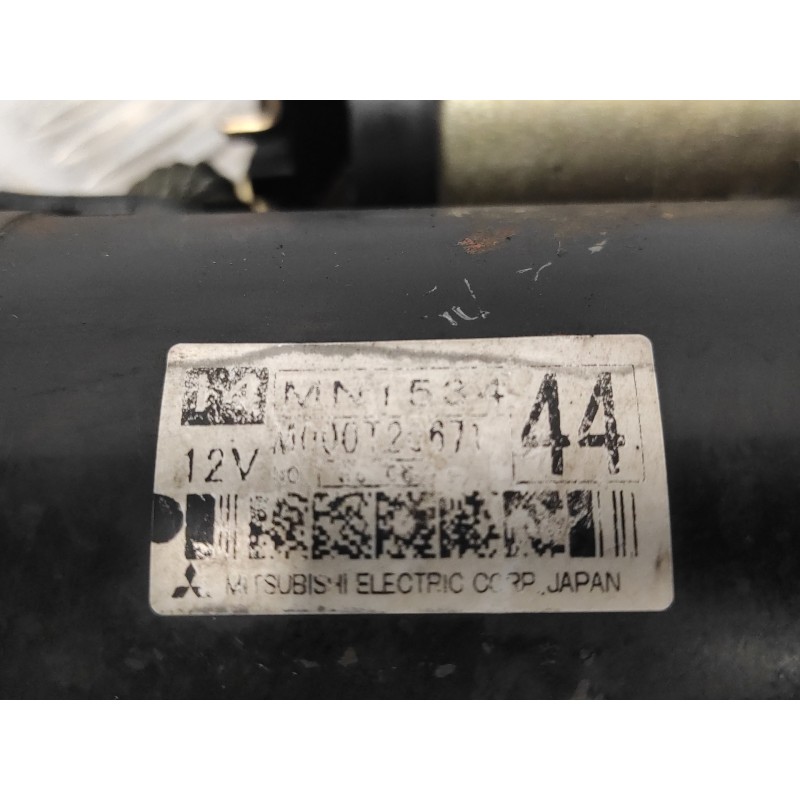 MN1534
44
12V
MITSUBISHI ELECTRIC CORP., JAPAN